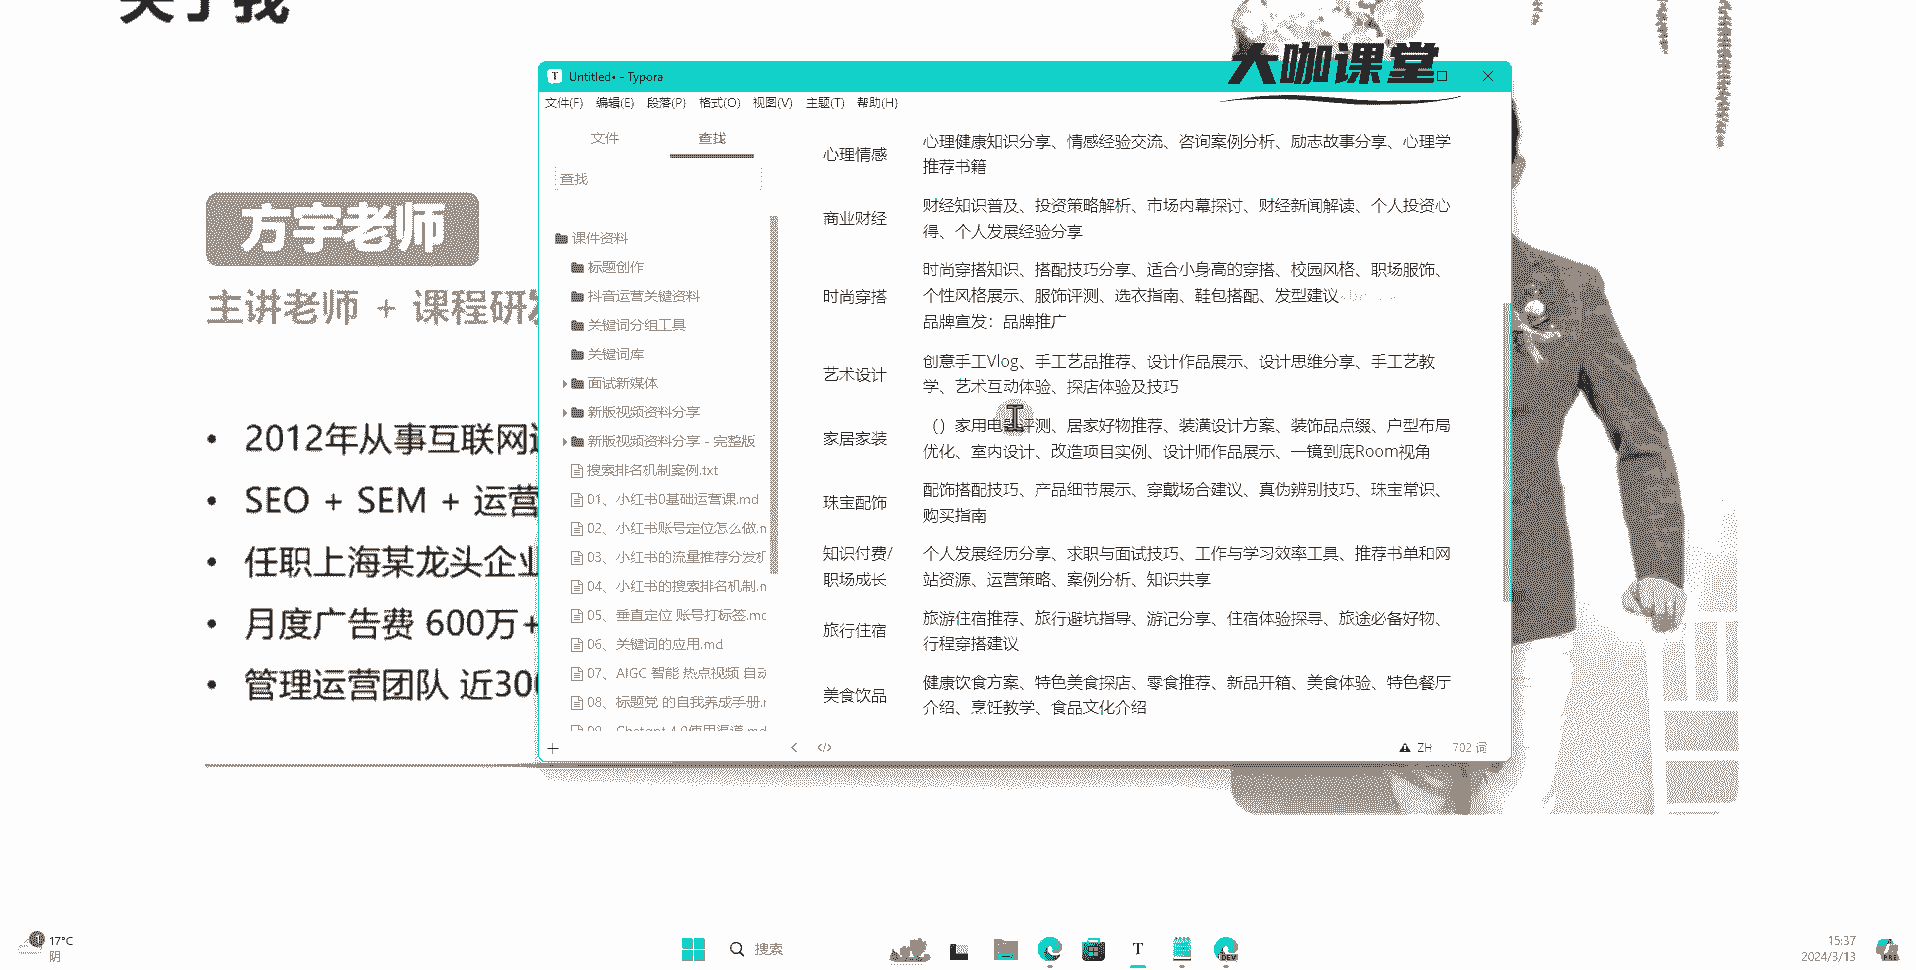 关于我
大咖课堂
Untitled• - Typora
文件(F) 编辑(E) 段落(P) 格式(O) 视图(V) 主题(T) 帮助(H)
文件 查找
查找
课件资料
标题创作
抖音运营关键资料
关键词分组工具
关键词库
面试新媒体
新版视频资料分享
新版视频资料分享 - 完整版
搜索排名机制案例.txt
01、小红书0基础运营课.md
02、小红书账号定位怎么做.m
03、小红书的流量推荐分发机
04、小红书的搜索排名机制.m
05、垂直定位 账号打标签.md
06、关键词的应用.md
07、AIGC 智能 热点视频 自动
08、标题党 的自我养成手册.m
09、Chatgpt 4.0使用渠道.md
心理情感
心理健康知识分享、情感经验交流、咨询案例分析、励志故事分享、心理学
推荐书籍
商业财经
财经知识普及、投资策略解析、市场内幕探讨、财经新闻解读、个人投资心
得、个人发展经验分享
时尚穿搭
时尚穿搭知识、搭配技巧分享、适合小身高的穿搭、校园风格、职场服饰、
个性风格展示、服饰评测、选衣指南、鞋包搭配、发型建议
品牌宣发：品牌推广
艺术设计
创意手工Vlog、手工艺品推荐、设计作品展示、设计思维分享、手工艺教
学、艺术互动体验、探店体验及技巧
家居家装
（）家用电器评测、居家好物推荐、装潢设计方案、装饰品点缀、户型布局
优化、室内设计、改造项目实例、设计师作品展示、一镜到底Room视角
珠宝配饰
配饰搭配技巧、产品细节展示、穿戴场合建议、真伪辨别技巧、珠宝常识、
购买指南
知识付费/
职场成长
个人发展经历分享、求职与面试技巧、工作与学习效率工具、推荐书单和网
站资源、运营策略、案例分析、知识共享
旅行住宿
旅游住宿推荐、旅行避坑指导、游记分享、住宿体验探寻、旅途必备好物、
行程穿搭建议
美食饮品
健康饮食方案、特色美食探店、零食推荐、新品开箱、美食体验、特色餐厅
介绍、烹饪教学、食品文化介绍
ZH 702 词
方宇老师
主讲老师 + 课程研发
2012年从事互联网
SEO + SEM + 运营
任职上海某龙头企业
月度广告费 600万+
管理运营团队 近300
17°C
阴
搜索
DEV
15:37
2024/3/13
PRE